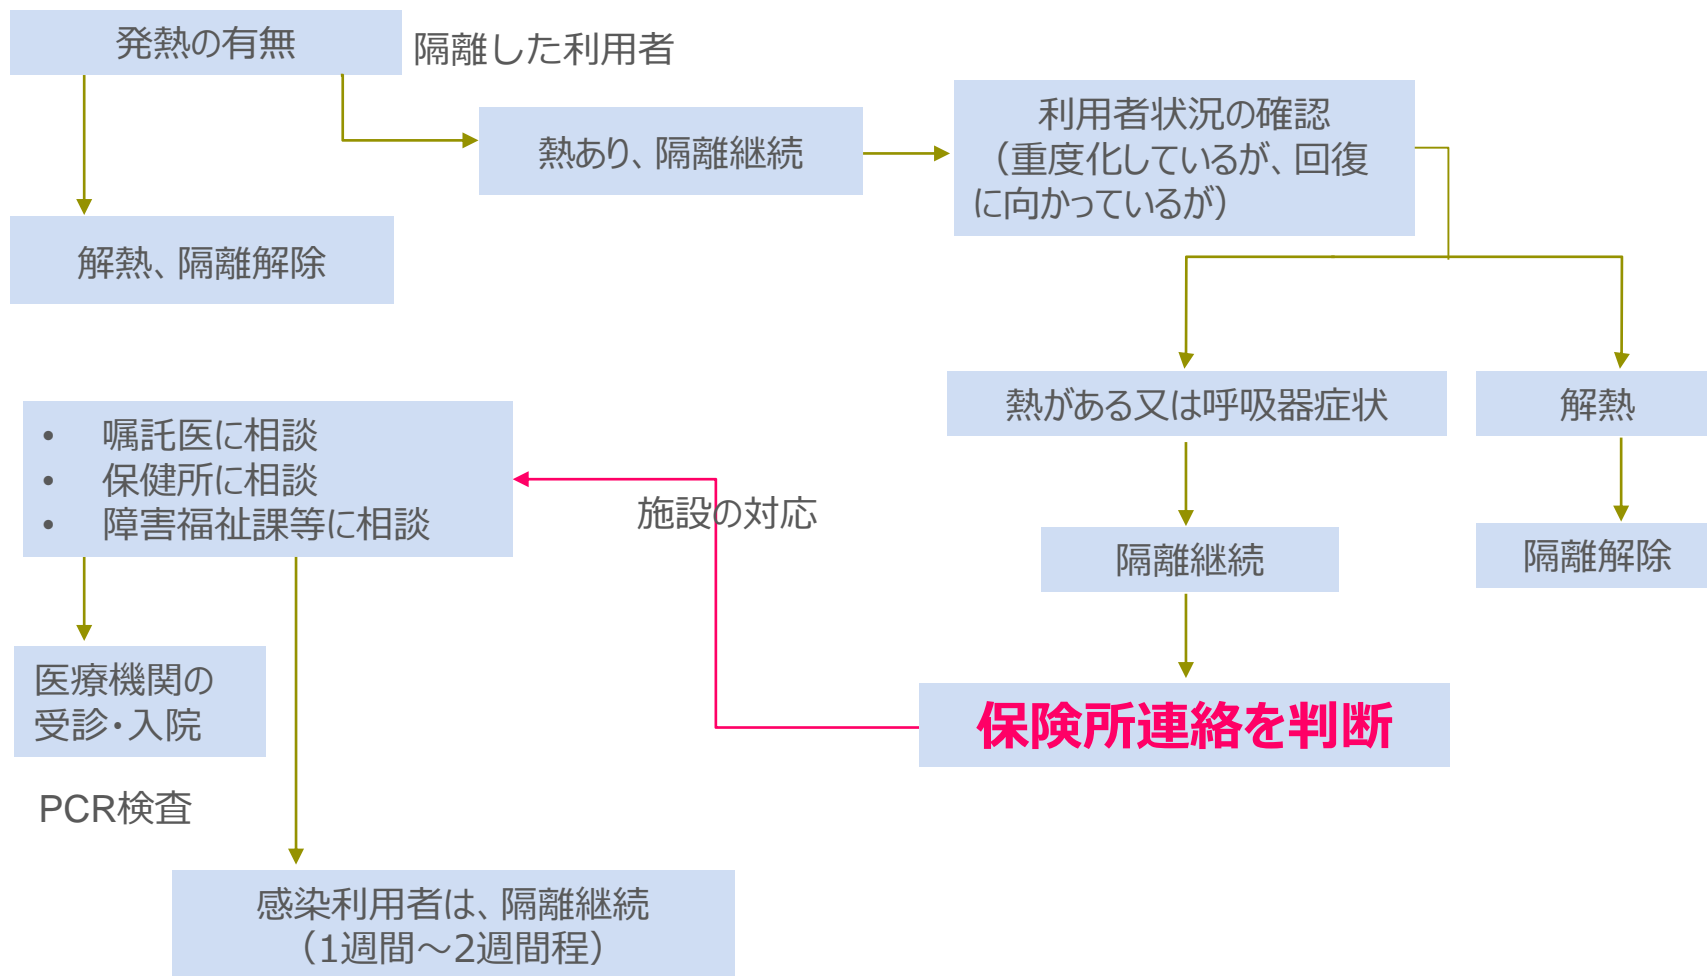 発熱の有無
隔離した利用者
熱あり、隔離継続
利用者状況の確認
（重度化しているが、回復
に向かっているが）
解熱、隔離解除
熱がある又は呼吸器症状
解熱
• 嘱託医に相談
• 保健所に相談
• 障害福祉課等に相談
施設の対応
隔離継続
隔離解除
医療機関の
受診・入院
保険所連絡を判断
PCR検査
感染利用者は、隔離継続
（1週間～2週間程）